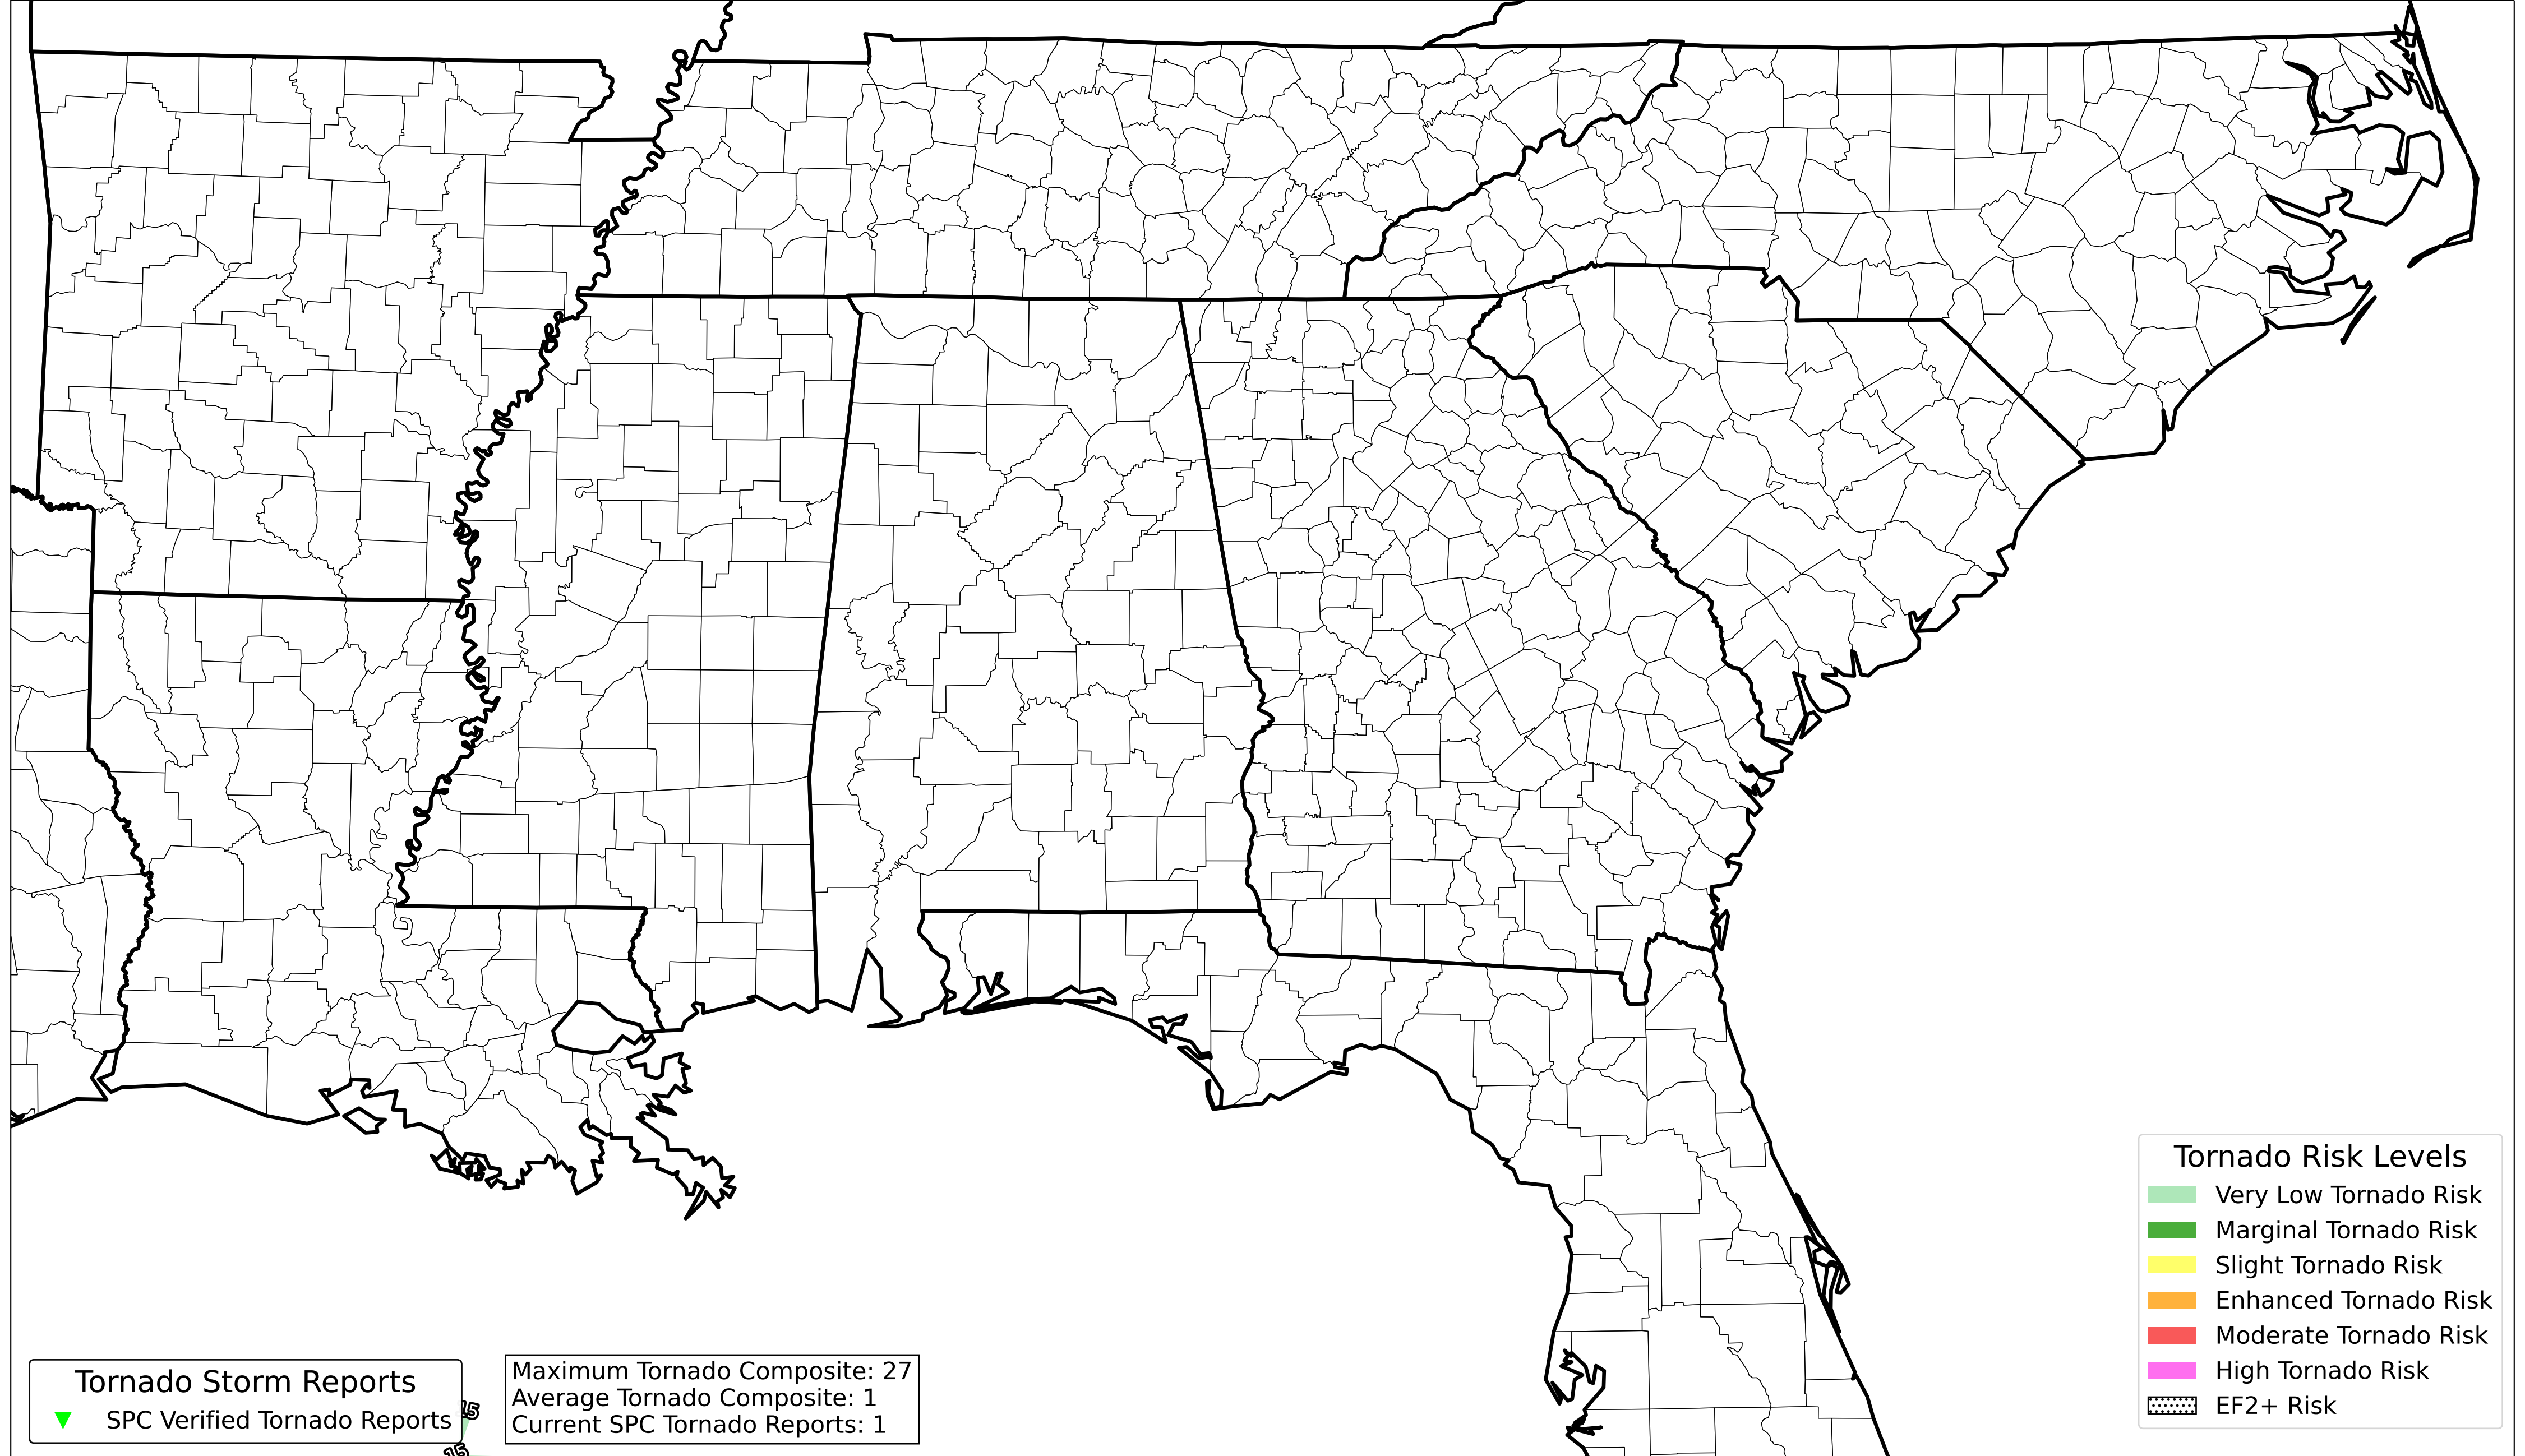 Tornado Risk Levels
Very Low Tornado Risk
Marginal Tornado Risk
Slight Tornado Risk
Enhanced Tornado Risk
Moderate Tornado Risk
High Tornado Risk
EF2+ Risk
Tornado Storm Reports
SPC Verified Tornado Reports
Maximum Tornado Composite: 27
Average Tornado Composite: 1
Current SPC Tornado Reports: 1
15
15